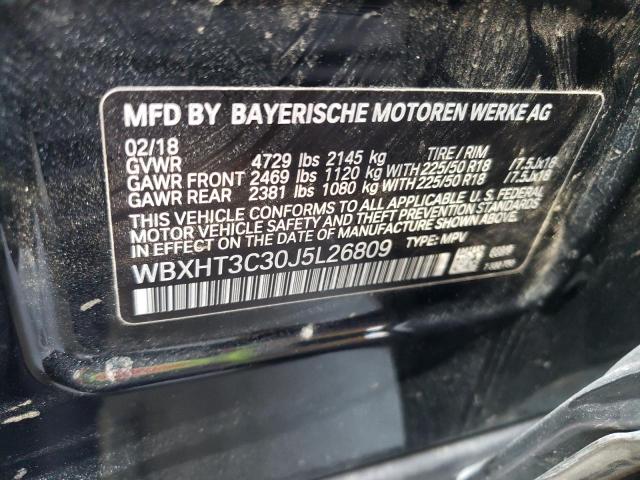 MFD BY BAYERISCHE MOTOREN WERKE AG
02/18 TIRE / RIM
GVWR 4729 lbs 2145 kg
GAWR FRONT 2469 lbs 1120 kg WITH 225/50 R18 /7.5Jx18
GAWR REAR 2381 lbs 1080 kg WITH 225/50 R18 /7.5Jx18
THIS VEHICLE CONFORMS TO ALL APPLICABLE U.S. FEDERAL
MOTOR VEHICLE SAFETY STANDARDS AND THEFT PREVENTION STANDARDS
IN EFFECT ON THE DATE OF MANUFACTURE SHOWN ABOVE.
WBXHT3C30J5L26809 TYPE: MPV